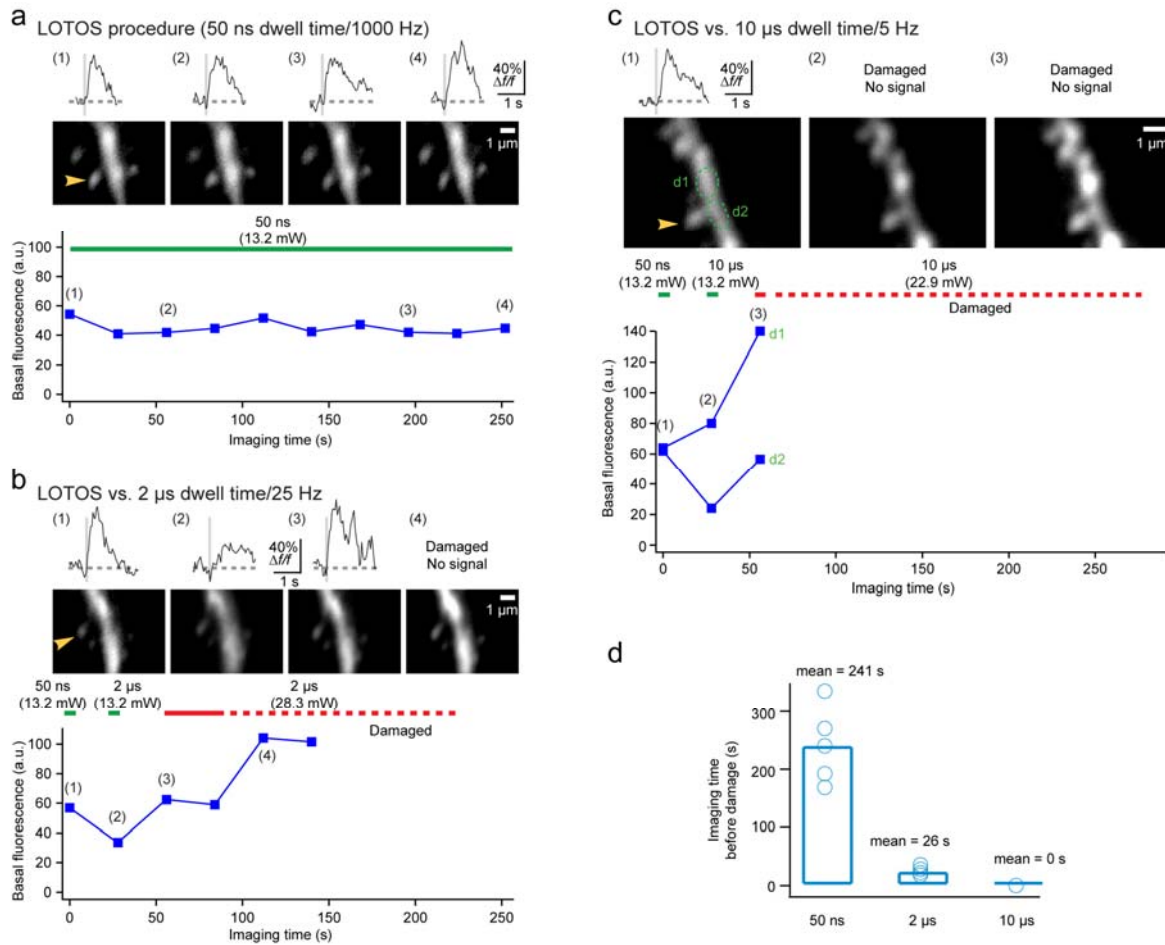 a
LOTOS procedure (50 ns dwell time/1000 Hz)
(1) (2) (3) (4)
40%
Δf/f
1 s
1 μm
50 ns
(13.2 mW)
Basal fluorescence (a.u.)
100
80
60
40
20
0
(1) (2) (3) (4)
0 50 100 150 200 250
Imaging time (s)
b
LOTOS vs. 2 μs dwell time/25 Hz
(1) (2) (3) (4)
40%
Δf/f
1 s
Damaged
No signal
1 μm
50 ns 2 μs 2 μs
(13.2 mW) (13.2 mW) (28.3 mW)
Damaged
Basal fluorescence (a.u.)
100
80
60
40
20
0
(1) (2) (3) (4)
0 50 100 150 200 250
Imaging time (s)
c
LOTOS vs. 10 μs dwell time/5 Hz
(1) (2) (3)
40%
Δf/f
1 s
Damaged
No signal
Damaged
No signal
1 μm
d1
d2
50 ns 10 μs 10 μs
(13.2 mW) (13.2 mW) (22.9 mW)
Damaged
Basal fluorescence (a.u.)
140
120
100
80
60
40
20
0
(1) (2) (3)
d1
d2
0 50 100 150 200 250
Imaging time (s)
d
mean = 241 s
mean = 26 s
mean = 0 s
Imaging time
before damage (s)
300
200
100
0
50 ns 2 μs 10 μs